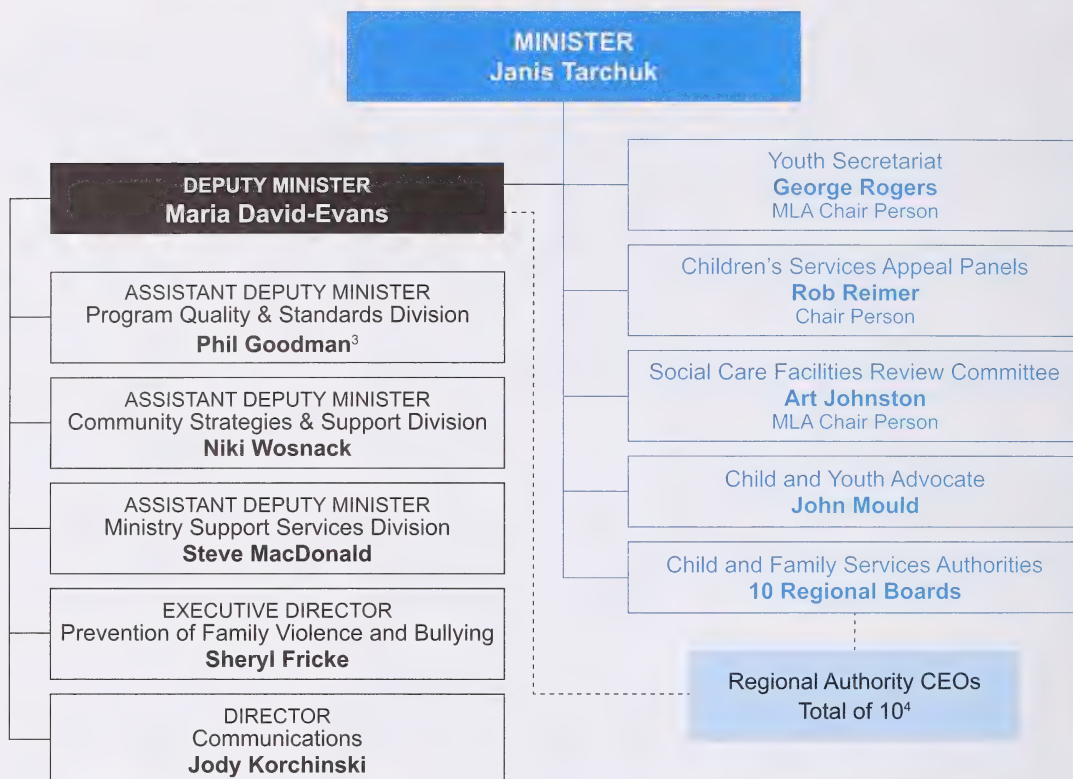 MINISTER
Janis Tarchuk
DEPUTY MINISTER
Maria David-Evans
ASSISTANT DEPUTY MINISTER
Program Quality & Standards Division
Phil Goodman³
ASSISTANT DEPUTY MINISTER
Community Strategies & Support Division
Niki Wosnack
ASSISTANT DEPUTY MINISTER
Ministry Support Services Division
Steve MacDonald
EXECUTIVE DIRECTOR
Prevention of Family Violence and Bullying
Sheryl Fricke
DIRECTOR
Communications
Jody Korchinski
Youth Secretariat
George Rogers
MLA Chair Person
Children's Services Appeal Panels
Rob Reimer
Chair Person
Social Care Facilities Review Committee
Art Johnston
MLA Chair Person
Child and Youth Advocate
John Mould
Child and Family Services Authorities
10 Regional Boards
Regional Authority CEOs
Total of 10⁴